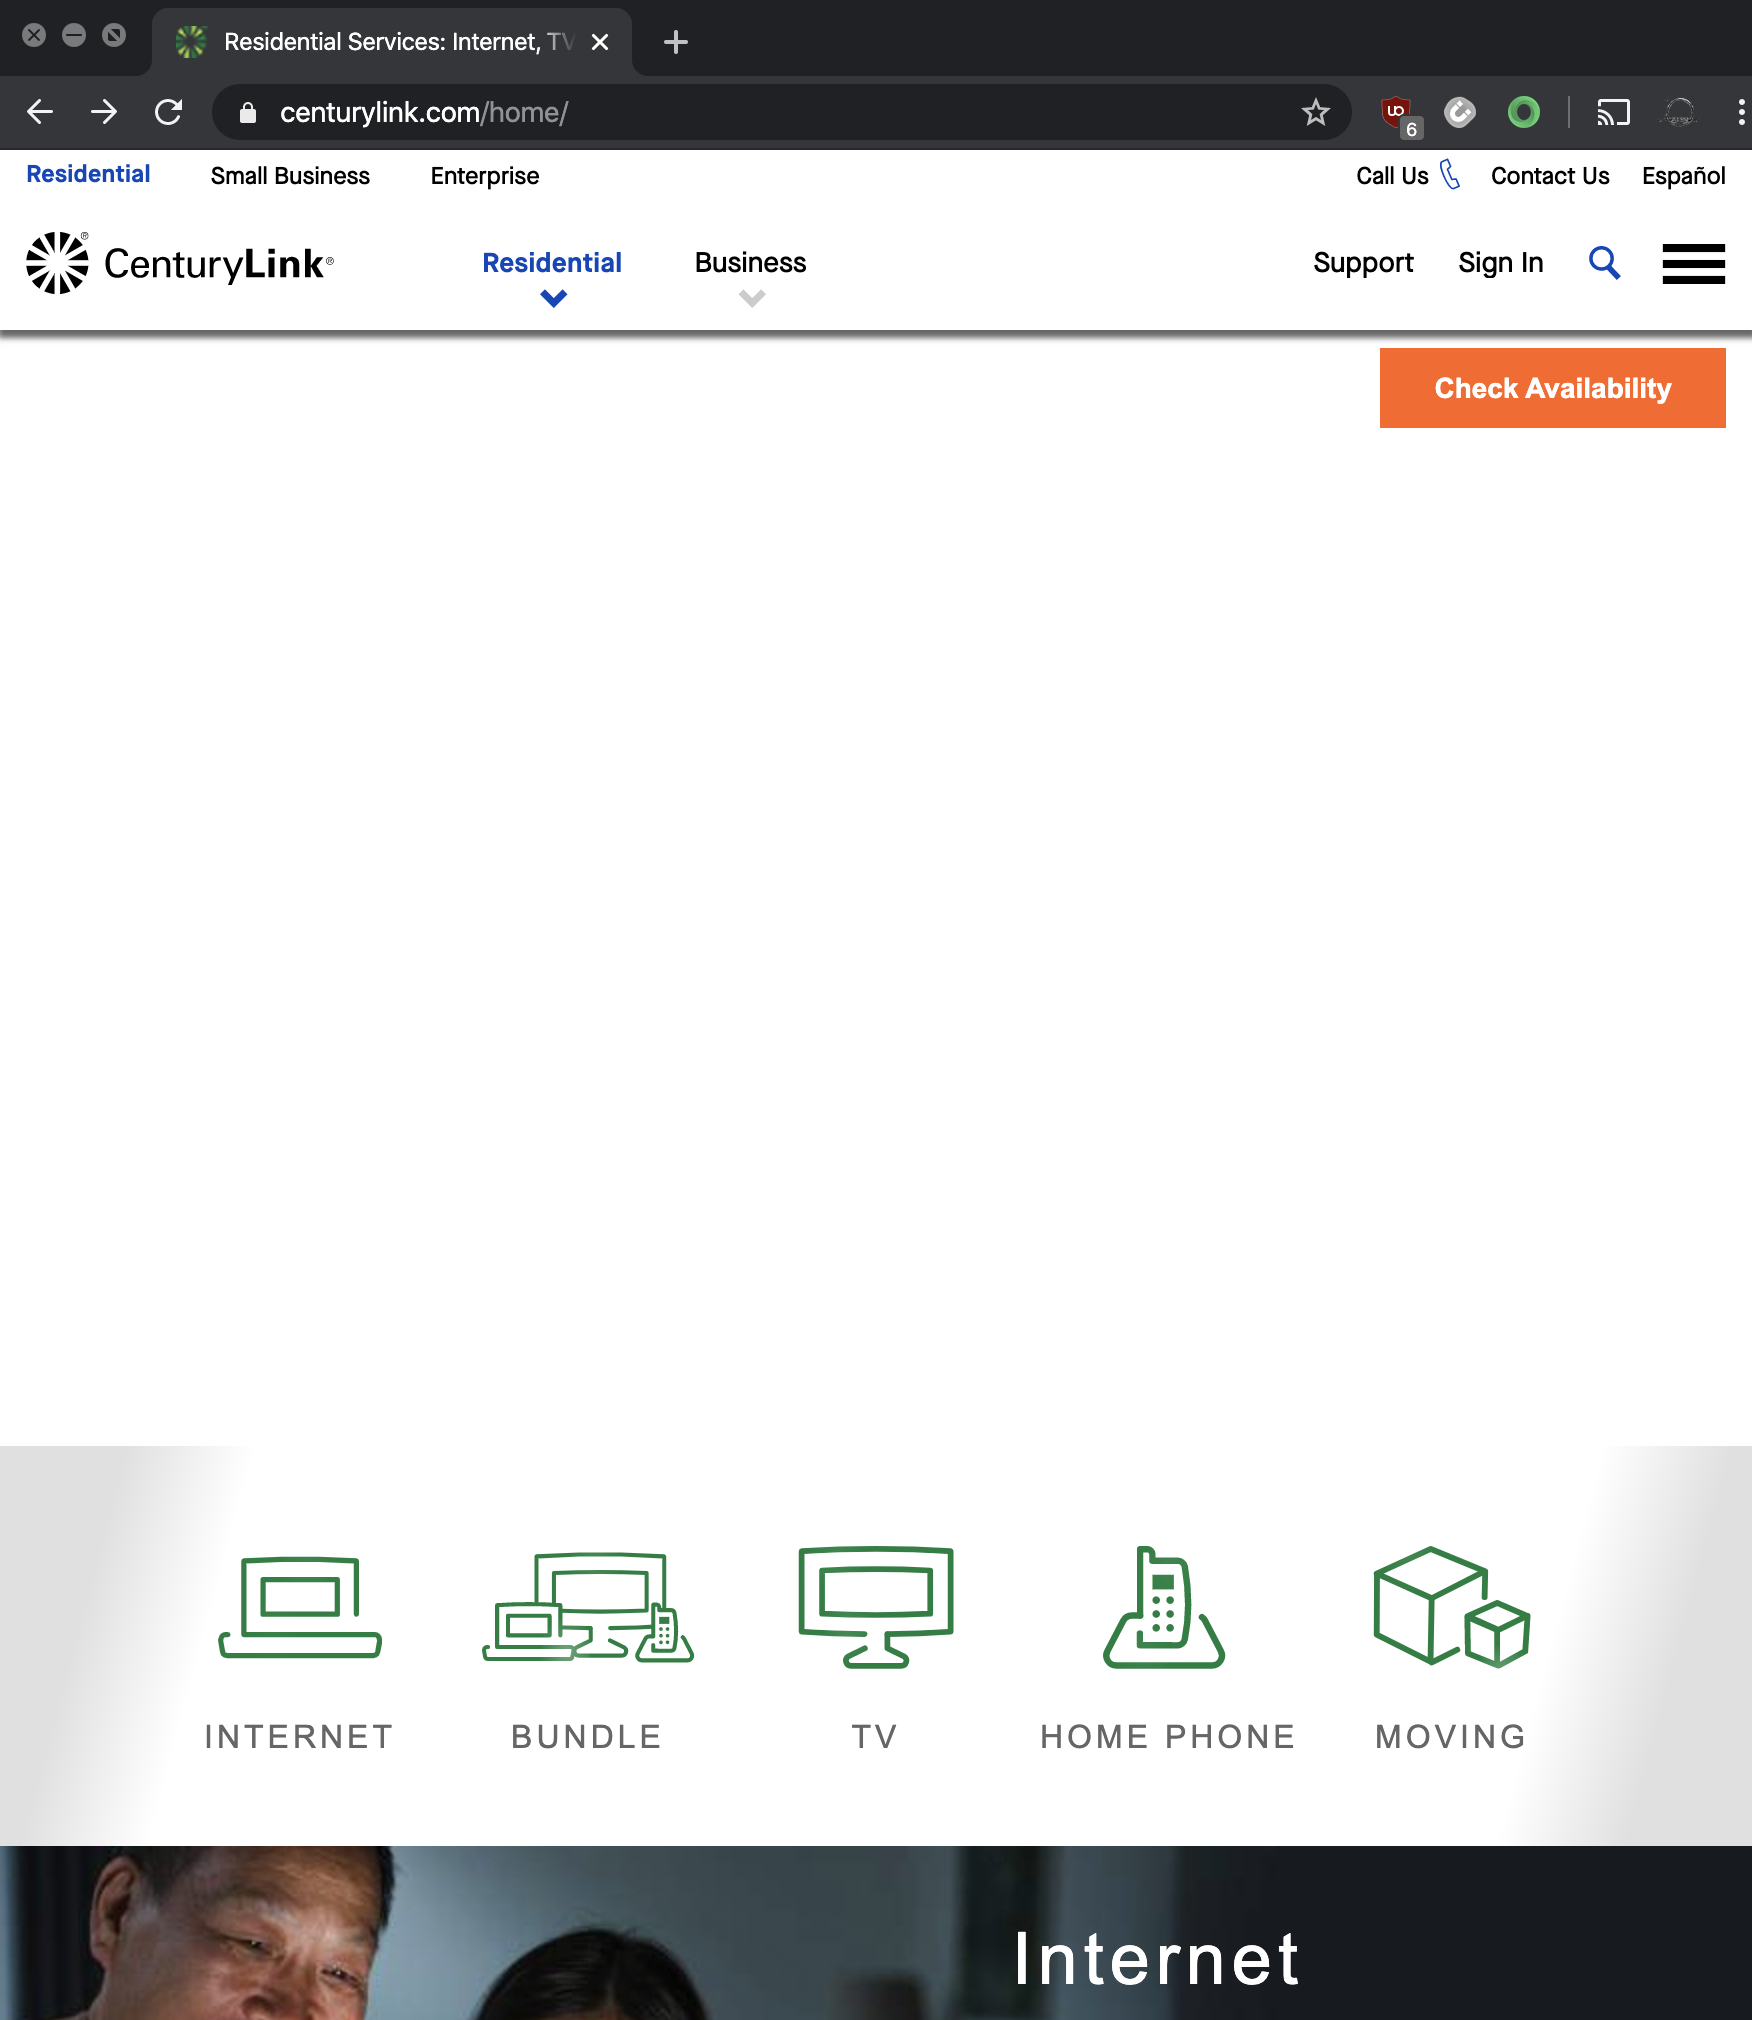 Residential Services: Internet, TV
centurylink.com/home/
6
Residential Small Business Enterprise Call Us Contact Us Español
CenturyLink® Residential Business Support Sign In
Check Availability
INTERNET BUNDLE TV HOME PHONE MOVING
Internet